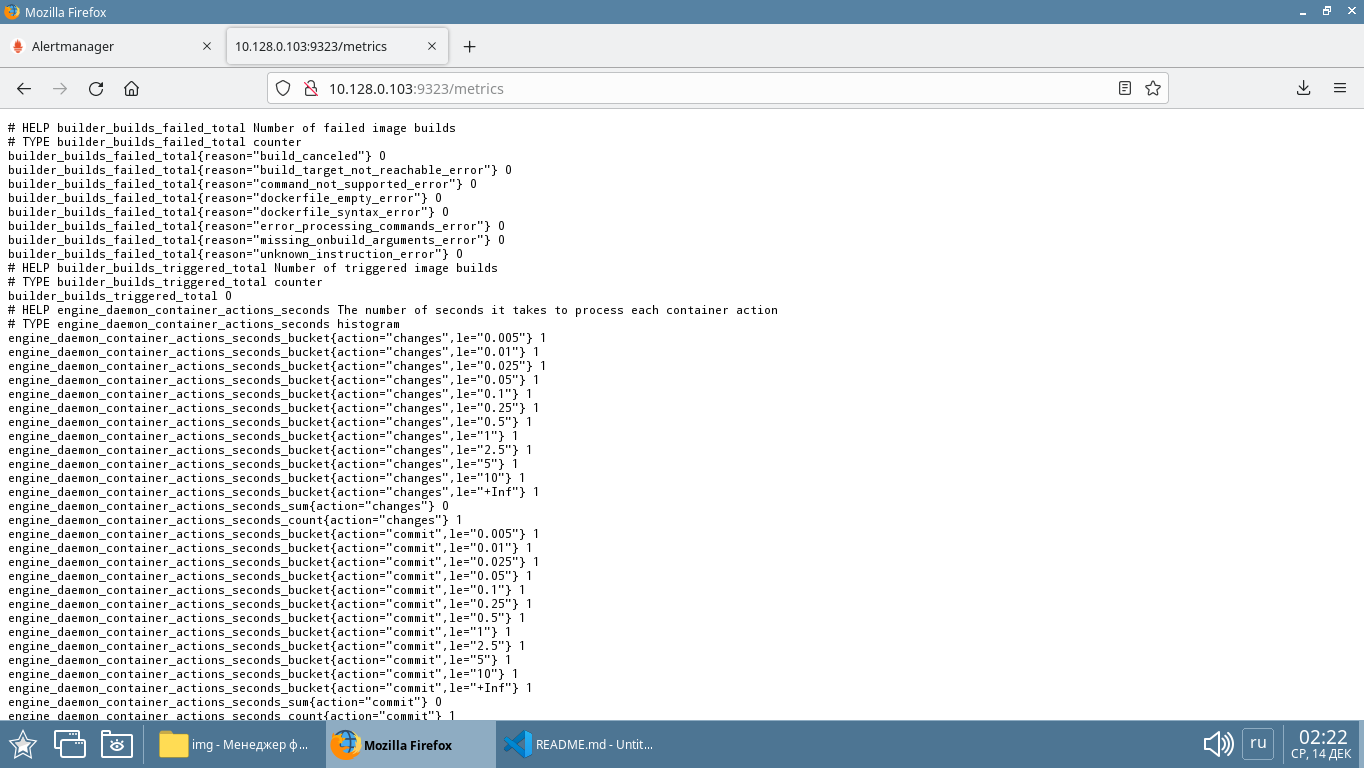 Mozilla Firefox
Alertmanager
10.128.0.103:9323/metrics
10.128.0.103:9323/metrics
# HELP builder_builds_failed_total Number of failed image builds
# TYPE builder_builds_failed_total counter
builder_builds_failed_total{reason="build_canceled"} 0
builder_builds_failed_total{reason="build_target_not_reachable_error"} 0
builder_builds_failed_total{reason="command_not_supported_error"} 0
builder_builds_failed_total{reason="dockerfile_empty_error"} 0
builder_builds_failed_total{reason="dockerfile_syntax_error"} 0
builder_builds_failed_total{reason="error_processing_commands_error"} 0
builder_builds_failed_total{reason="missing_onbuild_arguments_error"} 0
builder_builds_failed_total{reason="unknown_instruction_error"} 0
# HELP builder_builds_triggered_total Number of triggered image builds
# TYPE builder_builds_triggered_total counter
builder_builds_triggered_total 0
# HELP engine_daemon_container_actions_seconds The number of seconds it takes to process each container action
# TYPE engine_daemon_container_actions_seconds histogram
engine_daemon_container_actions_seconds_bucket{action="changes",le="0.005"} 1
engine_daemon_container_actions_seconds_bucket{action="changes",le="0.01"} 1
engine_daemon_container_actions_seconds_bucket{action="changes",le="0.025"} 1
engine_daemon_container_actions_seconds_bucket{action="changes",le="0.05"} 1
engine_daemon_container_actions_seconds_bucket{action="changes",le="0.1"} 1
engine_daemon_container_actions_seconds_bucket{action="changes",le="0.25"} 1
engine_daemon_container_actions_seconds_bucket{action="changes",le="0.5"} 1
engine_daemon_container_actions_seconds_bucket{action="changes",le="1"} 1
engine_daemon_container_actions_seconds_bucket{action="changes",le="2.5"} 1
engine_daemon_container_actions_seconds_bucket{action="changes",le="5"} 1
engine_daemon_container_actions_seconds_bucket{action="changes",le="10"} 1
engine_daemon_container_actions_seconds_bucket{action="changes",le="+Inf"} 1
engine_daemon_container_actions_seconds_sum{action="changes"} 0
engine_daemon_container_actions_seconds_count{action="changes"} 1
engine_daemon_container_actions_seconds_bucket{action="commit",le="0.005"} 1
engine_daemon_container_actions_seconds_bucket{action="commit",le="0.01"} 1
engine_daemon_container_actions_seconds_bucket{action="commit",le="0.025"} 1
engine_daemon_container_actions_seconds_bucket{action="commit",le="0.05"} 1
engine_daemon_container_actions_seconds_bucket{action="commit",le="0.1"} 1
engine_daemon_container_actions_seconds_bucket{action="commit",le="0.25"} 1
engine_daemon_container_actions_seconds_bucket{action="commit",le="0.5"} 1
engine_daemon_container_actions_seconds_bucket{action="commit",le="1"} 1
engine_daemon_container_actions_seconds_bucket{action="commit",le="2.5"} 1
engine_daemon_container_actions_seconds_bucket{action="commit",le="5"} 1
engine_daemon_container_actions_seconds_bucket{action="commit",le="10"} 1
engine_daemon_container_actions_seconds_bucket{action="commit",le="+Inf"} 1
engine_daemon_container_actions_seconds_sum{action="commit"} 0
engine_daemon_container_actions_seconds_count{action="commit"} 1
img - Менеджер ф...
Mozilla Firefox
README.md - Untit...
ru
02:22
СР, 14 ДЕК